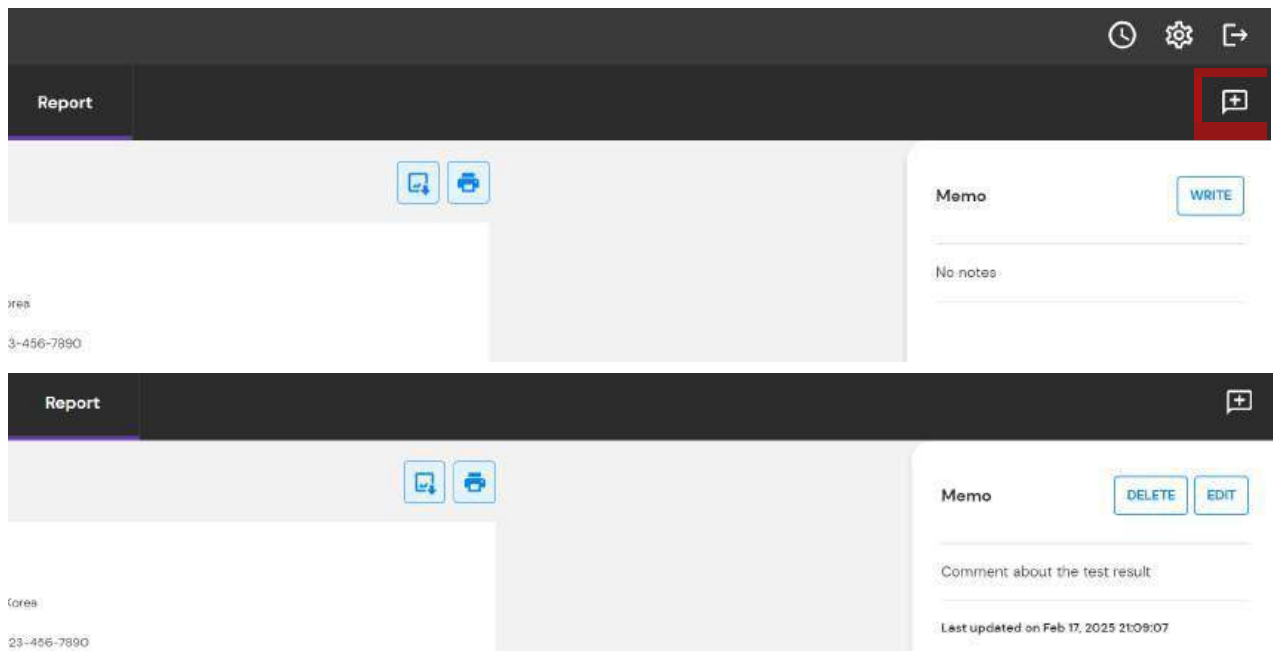 Report
Memo
WRITE
No notes
orea
3-456-7890
Report
Memo
DELETE
EDIT
Comment about the test result
Korea
23-456-7890
Last updated on Feb 17, 2025 21:09:07